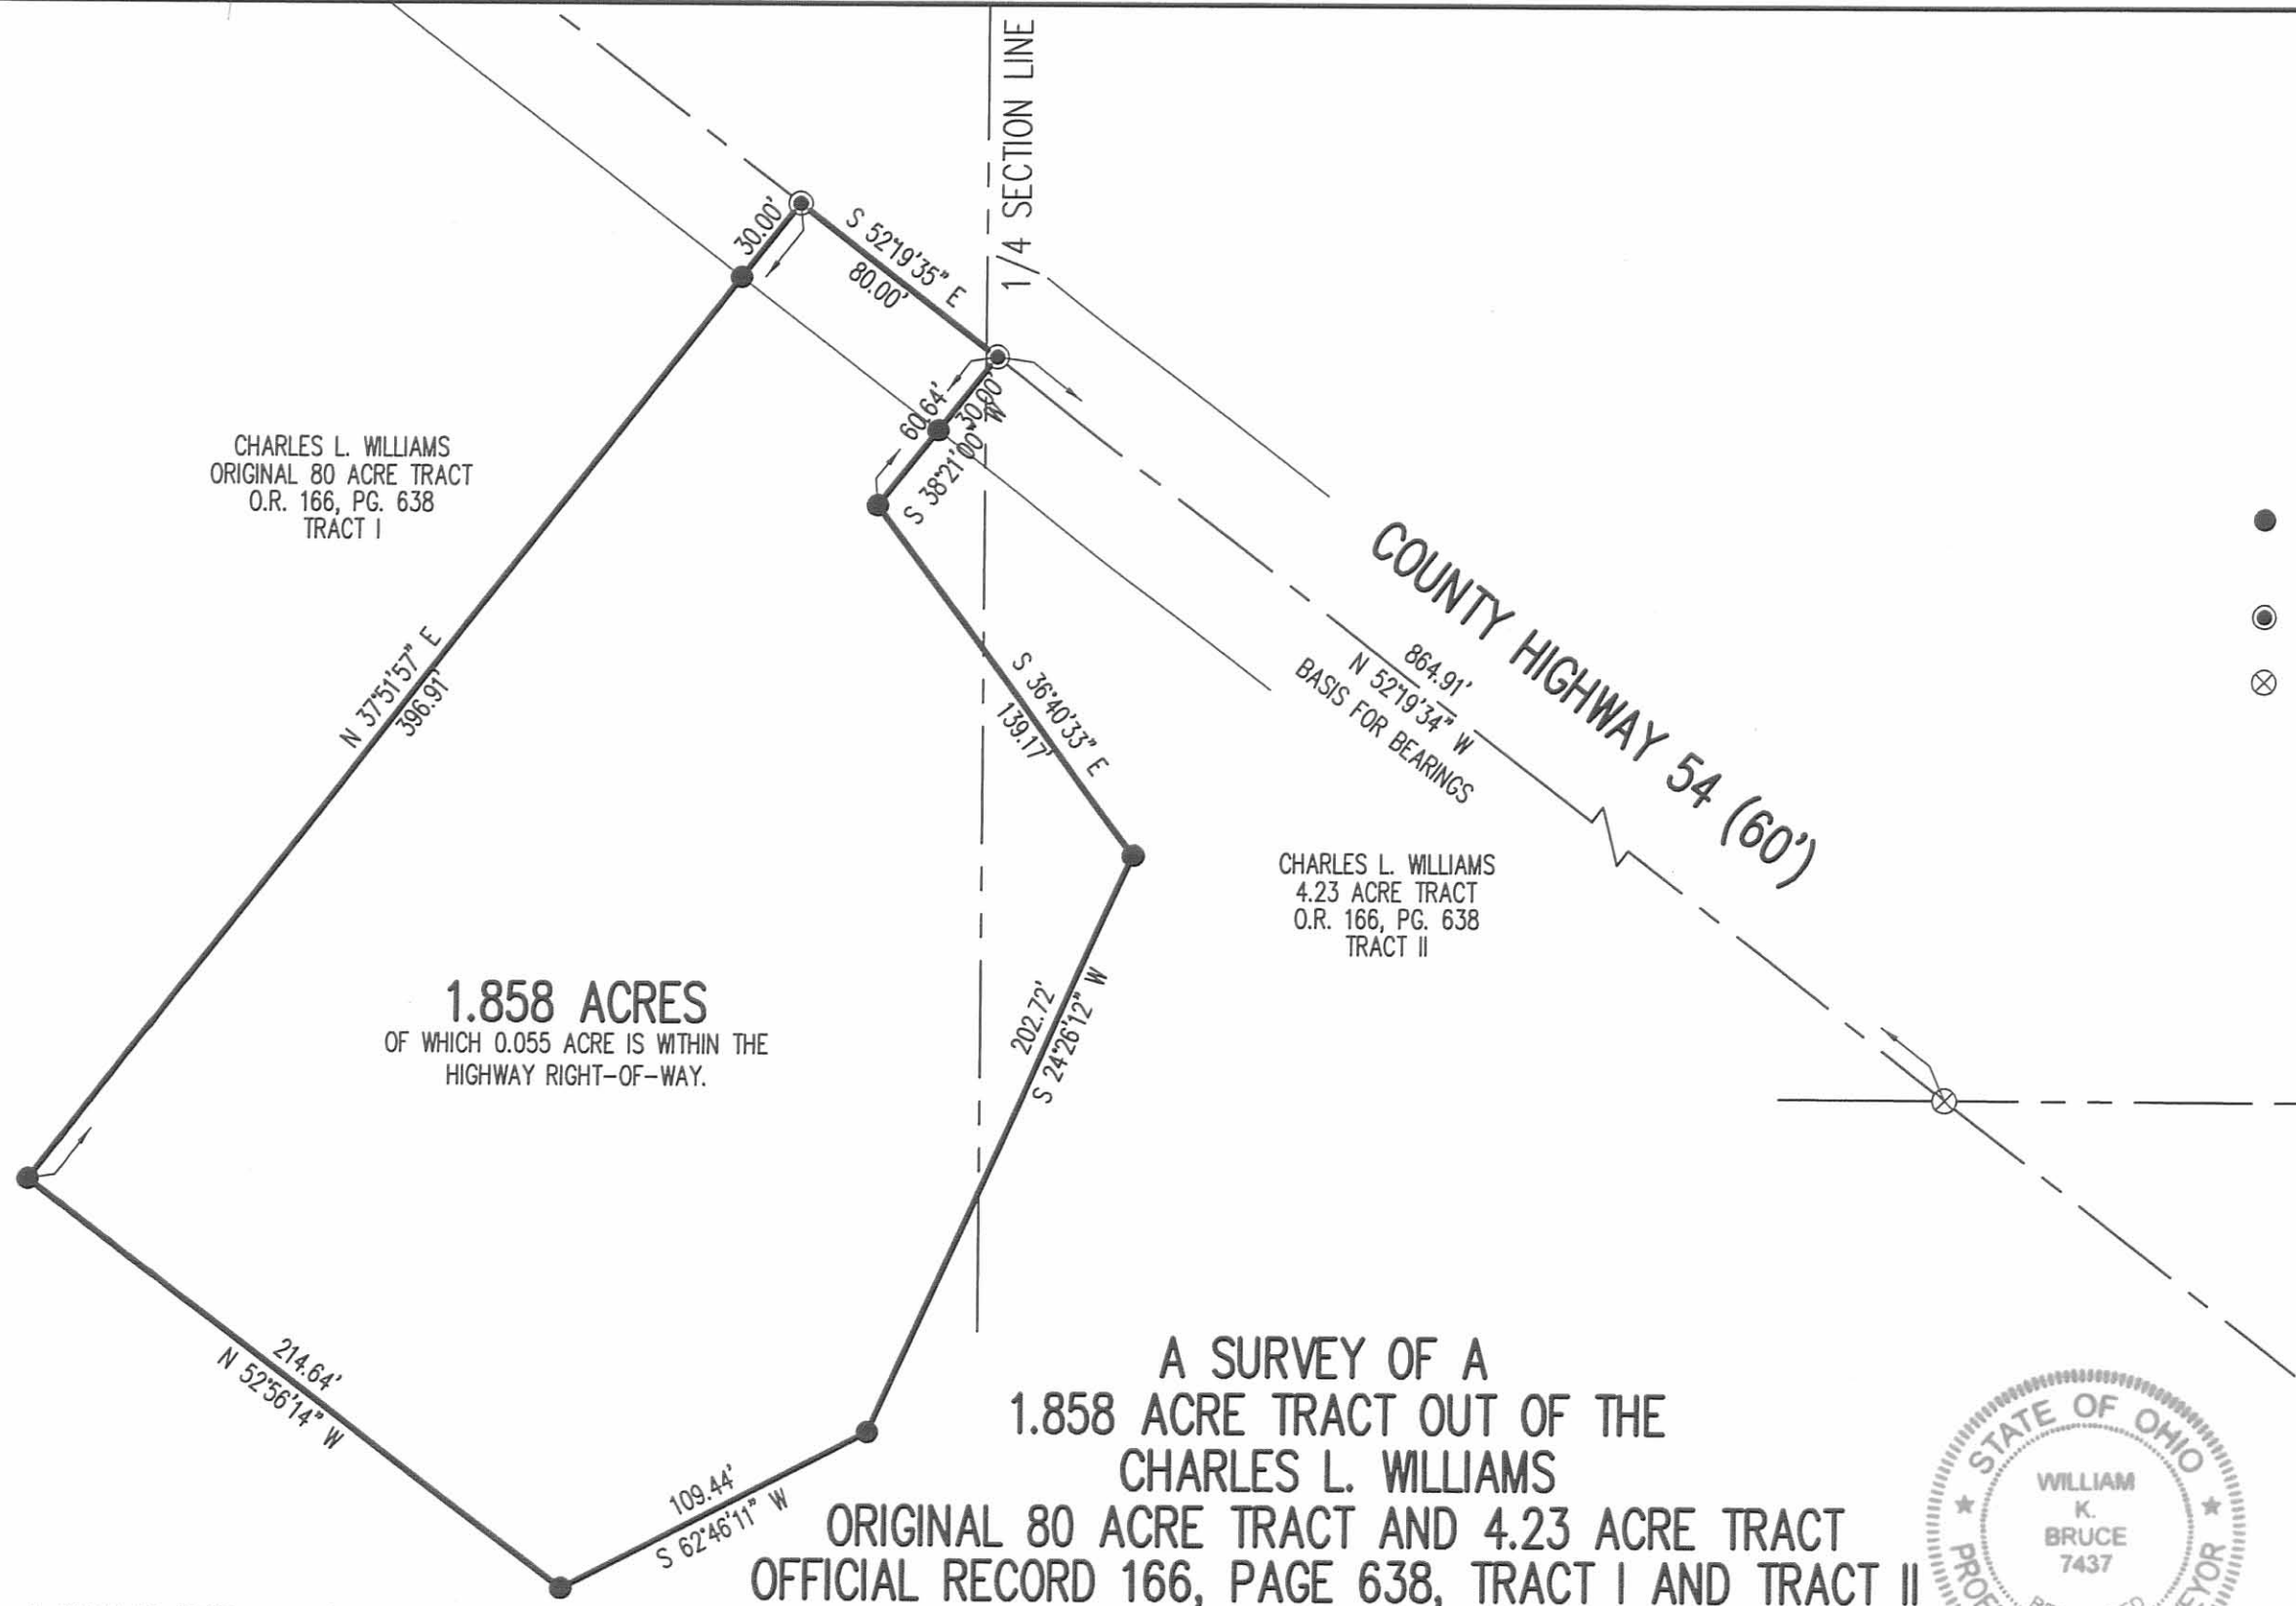 1/4 SECTION LINE
30.00'
S 52°19'35" E
80.00'
60.64'
30.00'
S 38°21'00" W
CHARLES L. WILLIAMS
ORIGINAL 80 ACRE TRACT
O.R. 166, PG. 638
TRACT I
N 37°51'57" E
396.91'
S 36°40'33" E
139.17'
COUNTY HIGHWAY 54 (60')
864.91'
N 52°19'34" W
BASIS FOR BEARINGS
CHARLES L. WILLIAMS
4.23 ACRE TRACT
O.R. 166, PG. 638
TRACT II
1.858 ACRES
OF WHICH 0.055 ACRE IS WITHIN THE
HIGHWAY RIGHT-OF-WAY.
202.72'
S 24°26'12" W
214.64'
N 52°56'14" W
109.44'
S 62°46'11" W
A SURVEY OF A
1.858 ACRE TRACT OUT OF THE
CHARLES L. WILLIAMS
ORIGINAL 80 ACRE TRACT AND 4.23 ACRE TRACT
OFFICIAL RECORD 166, PAGE 638, TRACT I AND TRACT II
STATE OF OHIO
WILLIAM
K.
BRUCE
7437